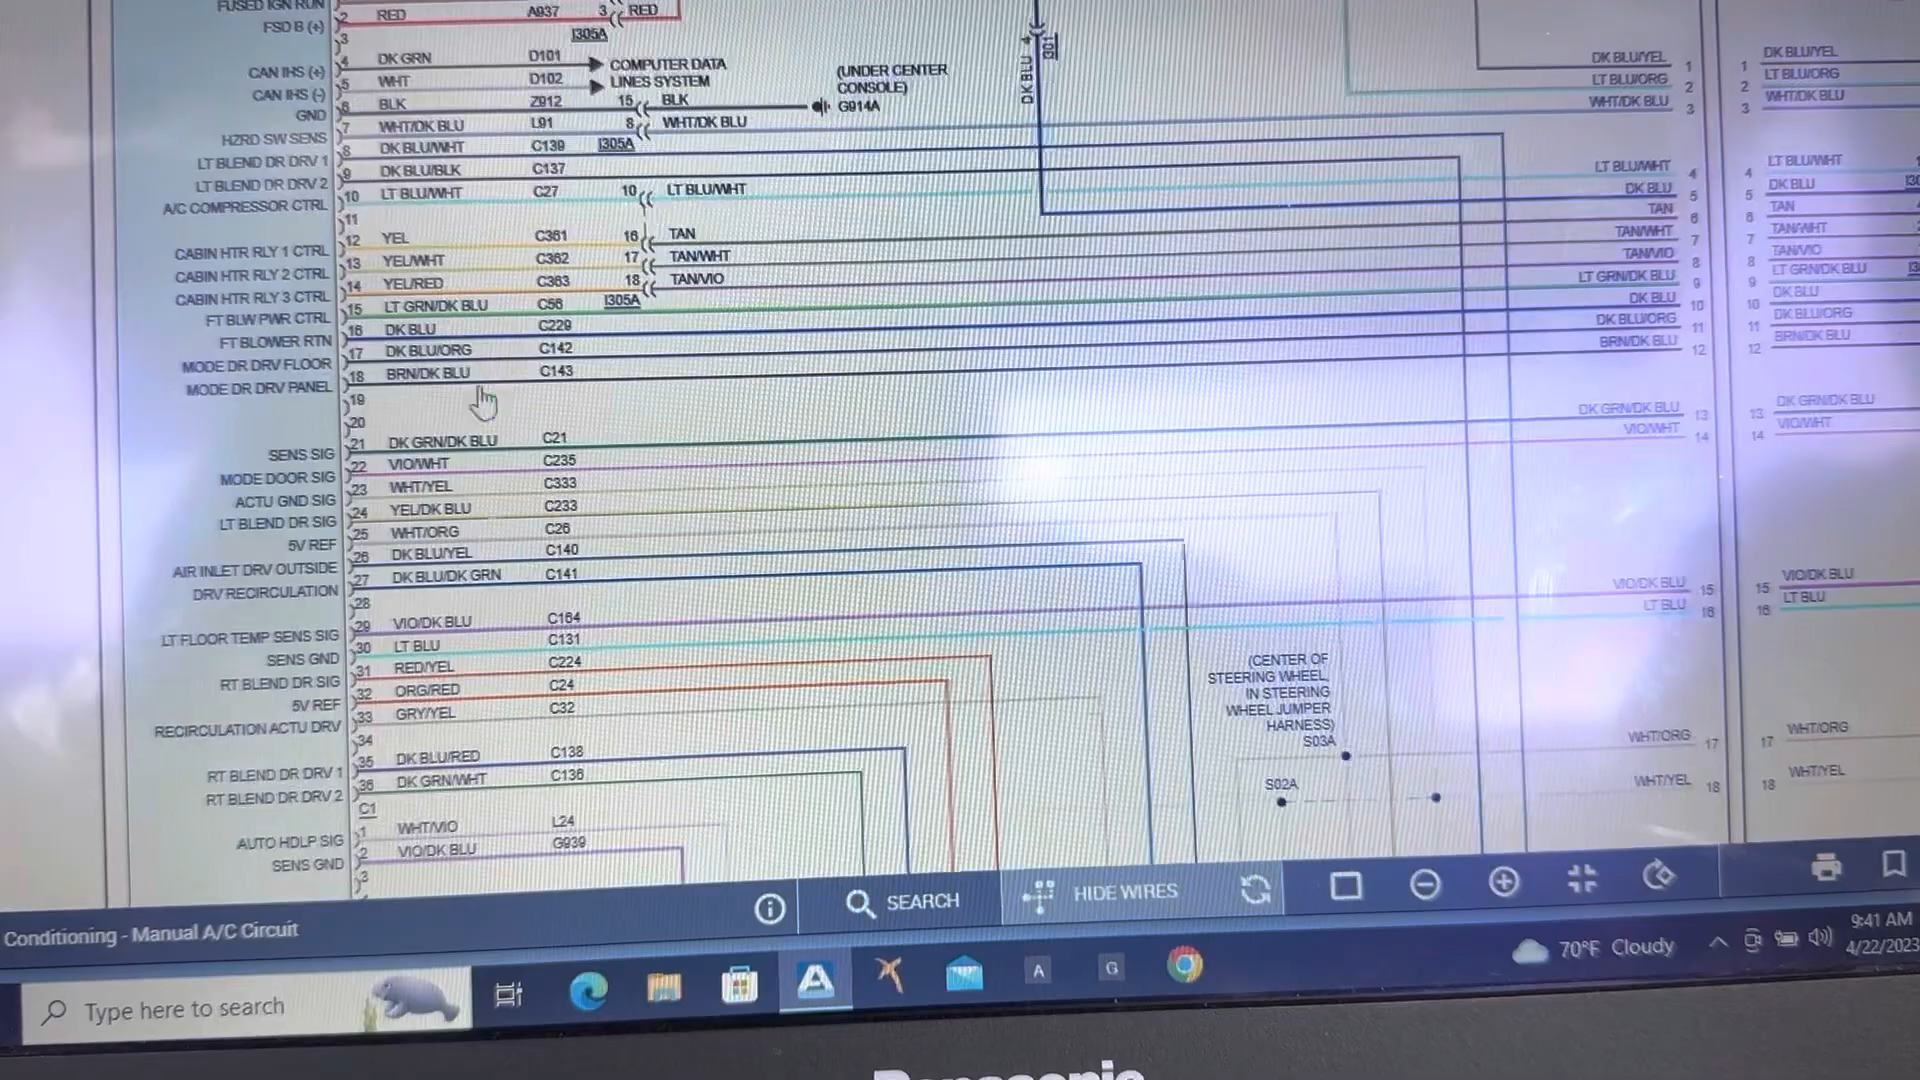 FUSED IGN RUN
2 RED A937 3 RED
FSD B (+)
3
I305A
4 DK GRN D101 COMPUTER DATA
CAN IHS (+)
5 WHT D102 LINES SYSTEM
CAN IHS (-)
6 BLK Z912 15 BLK
(UNDER CENTER
CONSOLE)
G914A
GND
7 WHT/DK BLU L91 8 WHT/DK BLU
HZRD SW SENS
8 DK BLU/WHT C139 I305A
LT BLEND DR DRV 1
9 DK BLU/BLK C137
LT BLEND DR DRV 2
10 LT BLU/WHT C27 10 LT BLU/WHT
A/C COMPRESSOR CTRL
11
12 YEL C361 16 TAN
CABIN HTR RLY 1 CTRL
13 YEL/WHT C362 17 TAN/WHT
CABIN HTR RLY 2 CTRL
14 YEL/RED C363 18 TAN/VIO
CABIN HTR RLY 3 CTRL
15 LT GRN/DK BLU C56 I305A
FT BLW PWR CTRL
16 DK BLU C229
FT BLOWER RTN
17 DK BLU/ORG C142
MODE DR DRV FLOOR
18 BRN/DK BLU C143
MODE DR DRV PANEL
19
20
21 DK GRN/DK BLU C21
SENS SIG
22 VIO/WHT C235
MODE DOOR SIG
23 WHT/YEL C333
ACTU GND SIG
24 YEL/DK BLU C233
LT BLEND DR SIG
25 WHT/ORG C26
5V REF
26 DK BLU/YEL C140
AIR INLET DRV OUTSIDE
27 DK BLU/DK GRN C141
DRV RECIRCULATION
28
29 VIO/DK BLU C164
LT FLOOR TEMP SENS SIG
30 LT BLU C131
SENS GND
31 RED/YEL C224
RT BLEND DR SIG
32 ORG/RED C24
5V REF
33 GRY/YEL C32
RECIRCULATION ACTU DRV
34
35 DK BLU/RED C138
RT BLEND DR DRV 1
36 DK GRN/WHT C136
RT BLEND DR DRV 2
C1
1 WHT/VIO L24
AUTO HDLP SIG
2 VIO/DK BLU G939
SENS GND
3
DK BLU 4 I301
(CENTER OF
STEERING WHEEL,
IN STEERING
WHEEL JUMPER
HARNESS)
S03A
S02A
DK BLU/YEL 1 1 DK BLU/YEL
LT BLU/ORG 2 2 LT BLU/ORG
WHT/DK BLU 3 3 WHT/DK BLU
LT BLU/WHT 4 4 LT BLU/WHT
DK BLU 5 5 DK BLU
TAN 6 6 TAN
TAN/WHT 7 7 TAN/WHT
TAN/VIO 8 8 TAN/VIO
LT GRN/DK BLU 9 9 LT GRN/DK BLU
DK BLU 10 10 DK BLU
DK BLU/ORG 11 11 DK BLU/ORG
BRN/DK BLU 12 12 BRN/DK BLU
DK GRN/DK BLU 13 13 DK GRN/DK BLU
VIO/WHT 14 14 VIO/WHT
VIO/DK BLU 15 15 VIO/DK BLU
LT BLU 16 16 LT BLU
WHT/ORG 17 17 WHT/ORG
WHT/YEL 18 18 WHT/YEL
SEARCH HIDE WIRES
Conditioning - Manual A/C Circuit
Type here to search
A G
70°F Cloudy
9:41 AM
4/22/2023
Panasonic